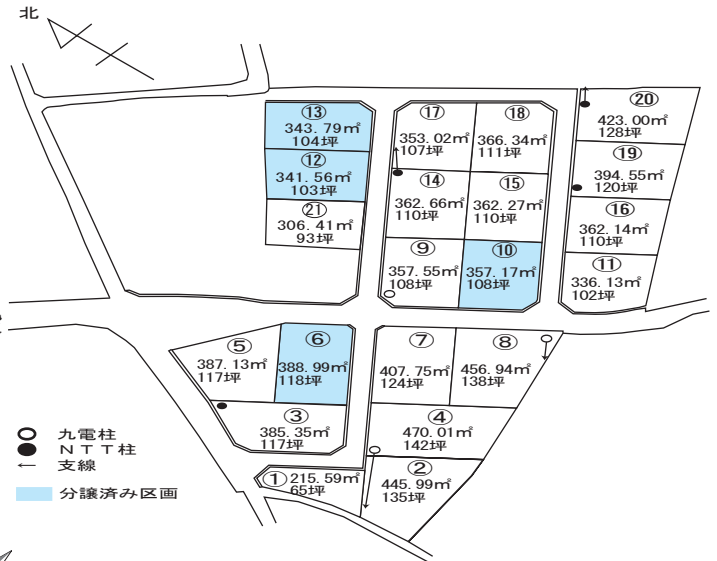 北
⑬
343.79㎡
104坪
⑫
341.56㎡
103坪
㉑
306.41㎡
93坪
⑰
353.02㎡
107坪
⑱
366.34㎡
111坪
⑭
362.66㎡
110坪
⑮
362.27㎡
110坪
⑨
357.55㎡
108坪
⑩
357.17㎡
108坪
⑳
423.00㎡
128坪
⑲
394.55㎡
120坪
⑯
362.14㎡
110坪
⑪
336.13㎡
102坪
⑤
387.13㎡
117坪
⑥
388.99㎡
118坪
③
385.35㎡
117坪
⑦
407.75㎡
124坪
⑧
456.94㎡
138坪
④
470.01㎡
142坪
① 215.59㎡
65坪
②
445.99㎡
135坪
九電柱
NTT柱
支線
分譲済み区画